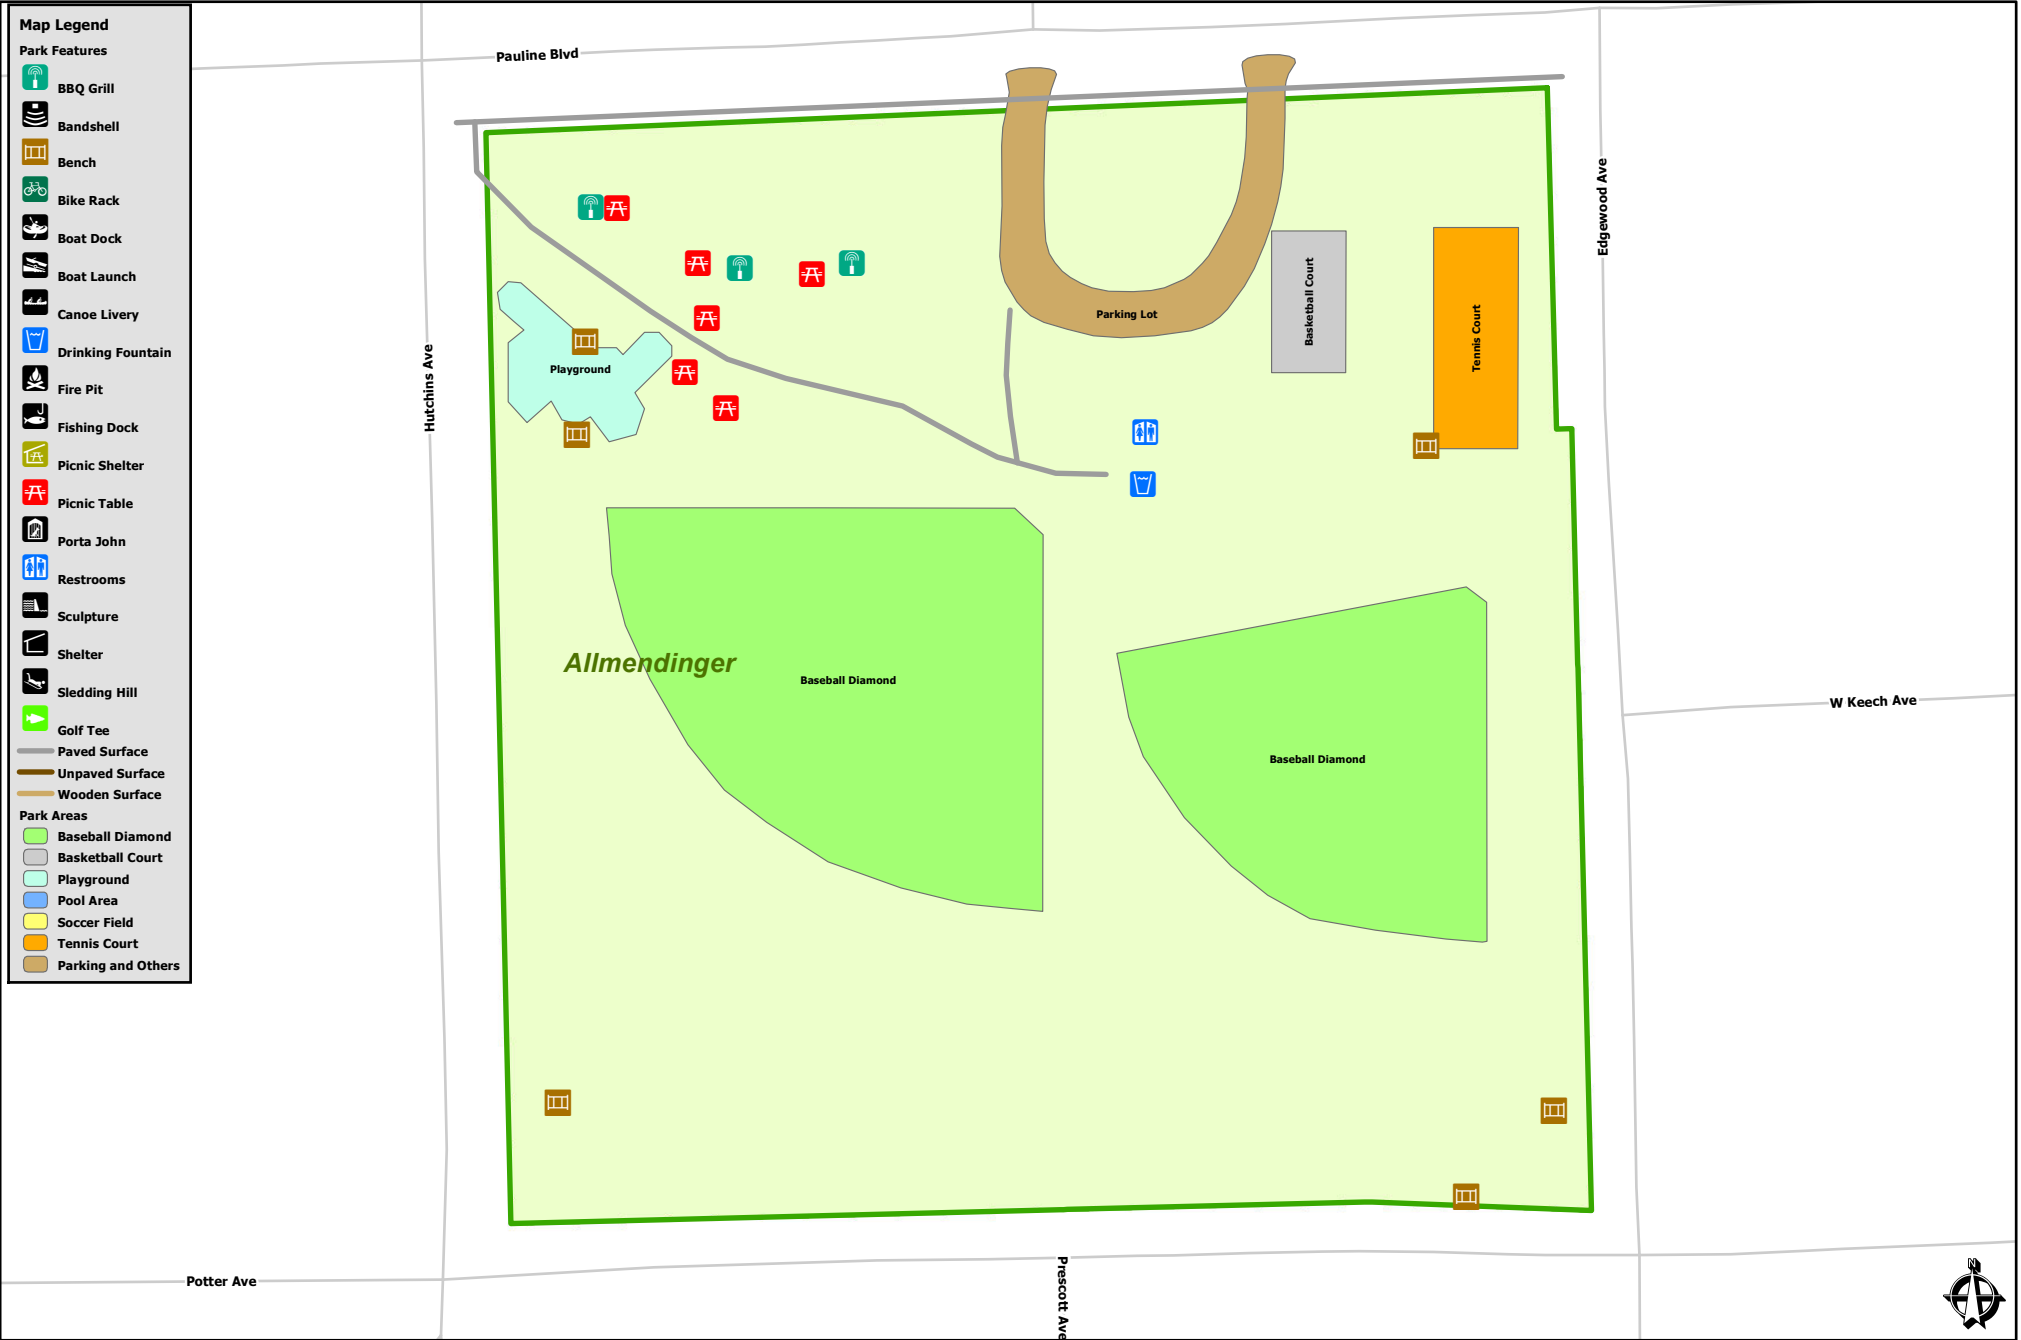 Map Legend
Park Features
BBQ Grill
Bandshell
Bench
Bike Rack
Boat Dock
Boat Launch
Canoe Livery
Drinking Fountain
Fire Pit
Fishing Dock
Picnic Shelter
Picnic Table
Porta John
Restrooms
Sculpture
Shelter
Sledding Hill
Golf Tee
Paved Surface
Unpaved Surface
Wooden Surface
Park Areas
Baseball Diamond
Basketball Court
Playground
Pool Area
Soccer Field
Tennis Court
Parking and Others
Pauline Blvd
Edgewood Ave
Hutchins Ave
Parking Lot
Basketball Court
Tennis Court
Playground
Allmendinger
Baseball Diamond
Baseball Diamond
W Keech Ave
Potter Ave
Prescott Ave
N